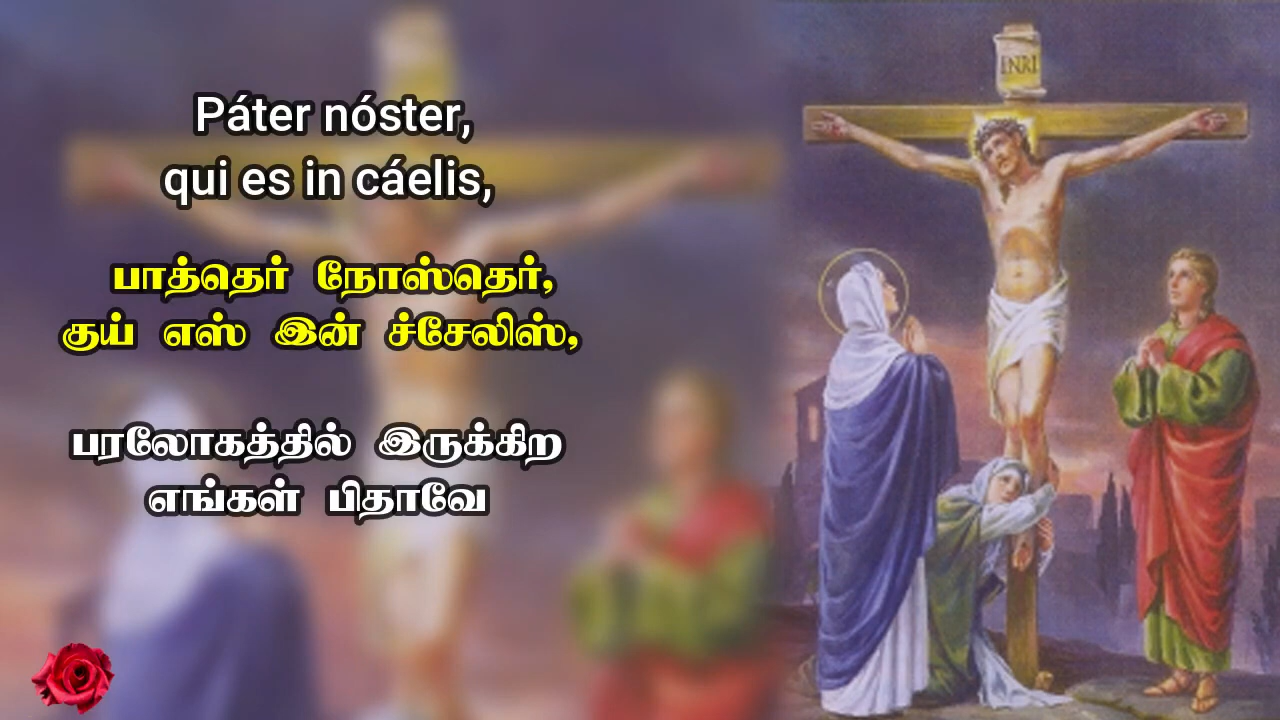 Páter nóster,
qui es in cáelis,
பாத்தெர் நோஸ்தெர்,
குய் எஸ் இன் ச்சேலிஸ்,
பரலோகத்தில் இருக்கிற
எங்கள் பிதாவே
INRI